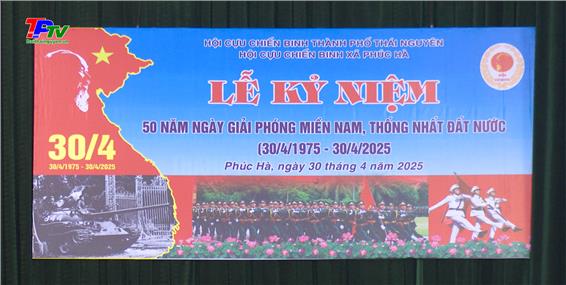 TPTV
HỘI CỰU CHIẾN BINH THÀNH PHỐ THÁI NGUYÊN
HỘI CỰU CHIẾN BINH XÃ PHÚC HÀ
LỄ KỶ NIỆM
50 NĂM NGÀY GIẢI PHÓNG MIỀN NAM, THỐNG NHẤT ĐẤT NƯỚC
(30/4/1975 - 30/4/2025)
Phúc Hà, ngày 30 tháng 4 năm 2025
30/4
30/4/1975 - 30/4/2025